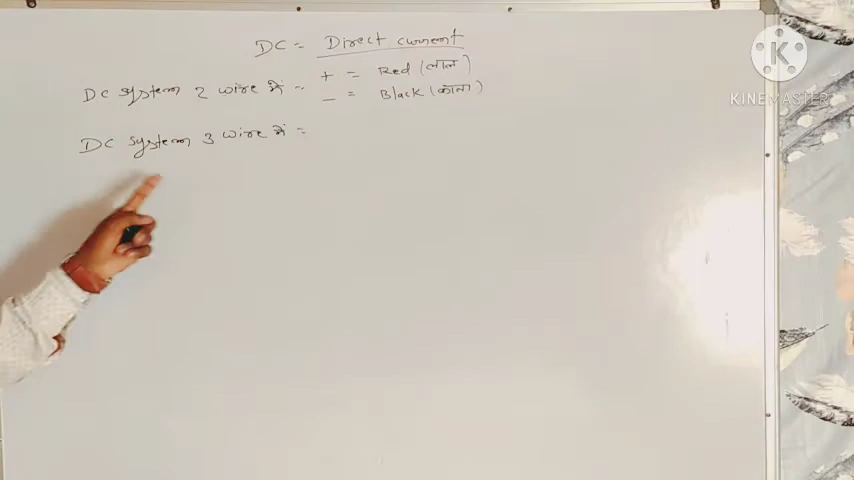 DC = Direct current
DC system 2 wire में = + = Red (लाल)
- = Black (काला)
DC system 3 wire में =
KINEMASTER